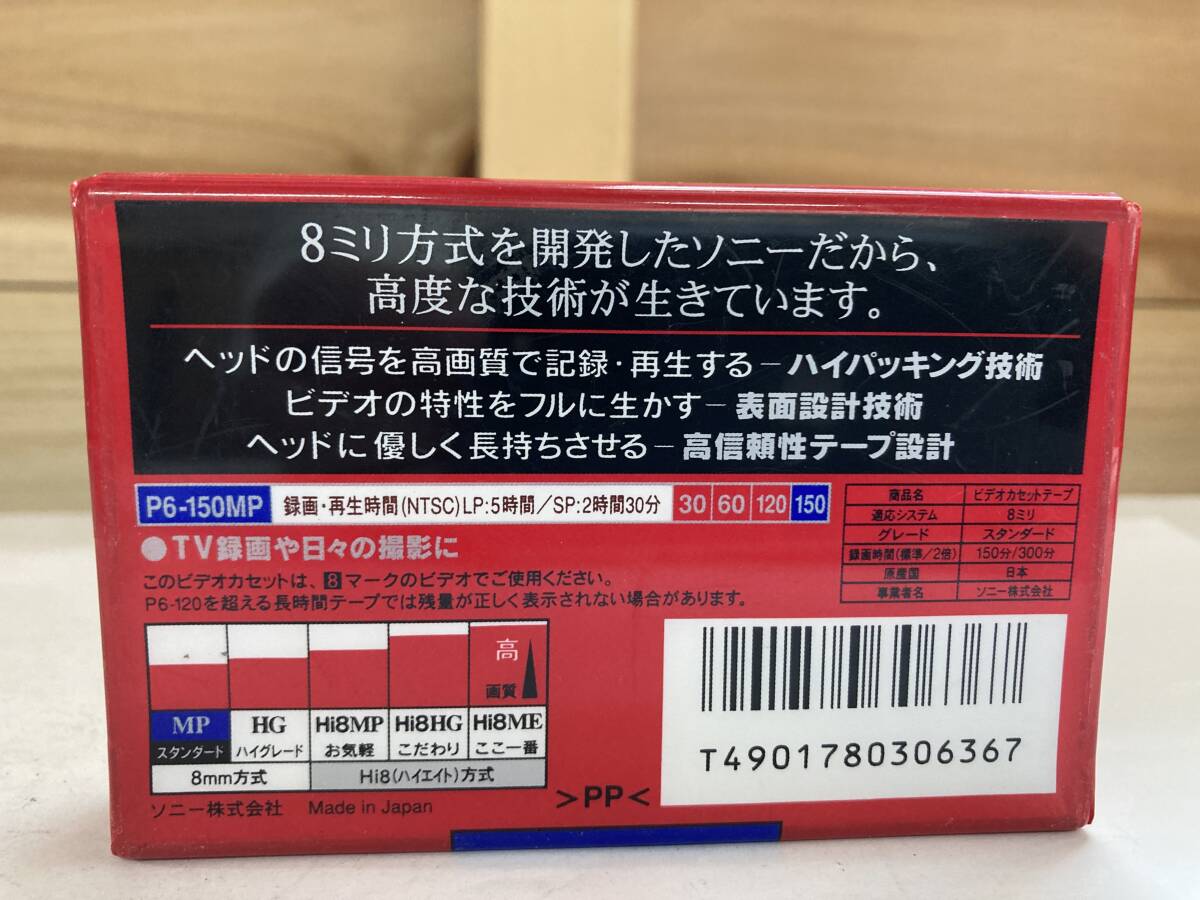 8ミリ方式を開発したソニーだから、
高度な技術が生きています。
ヘッドの信号を高画質で記録・再生する－ハイパッキング技術
ビデオの特性をフルに生かす－表面設計技術
ヘッドに優しく長持ちさせる－高信頼性テープ設計
P6-150MP 録画・再生時間(NTSC)LP:5時間／SP:2時間30分 30 60 120 150
●TV録画や日々の撮影に
このビデオカセットは、8マークのビデオでご使用ください。
P6-120を超える長時間テープでは残量が正しく表示されない場合があります。
商品名 ビデオカセットテープ
適応システム 8ミリ
グレード スタンダード
録画時間(標準／2倍) 150分/300分
原産国 日本
事業者名 ソニー株式会社
高
画質
MP HG Hi8MP Hi8HG Hi8ME
スタンダード ハイグレード お気軽 こだわり ここ一番
8mm方式 Hi8(ハイエイト)方式
ソニー株式会社 Made in Japan
>PP<
T4901780306367